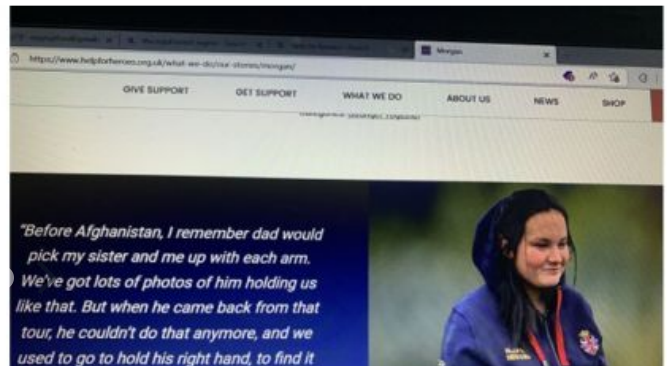 Morgan
https://www.helpforheroes.org.uk/what-we-do/our-stories/morgan/
GIVE SUPPORT GET SUPPORT WHAT WE DO ABOUT US NEWS SHOP
"Before Afghanistan, I remember dad would
pick my sister and me up with each arm.
We've got lots of photos of him holding us
like that. But when he came back from that
tour, he couldn't do that anymore, and we
used to go to hold his right hand, to find it